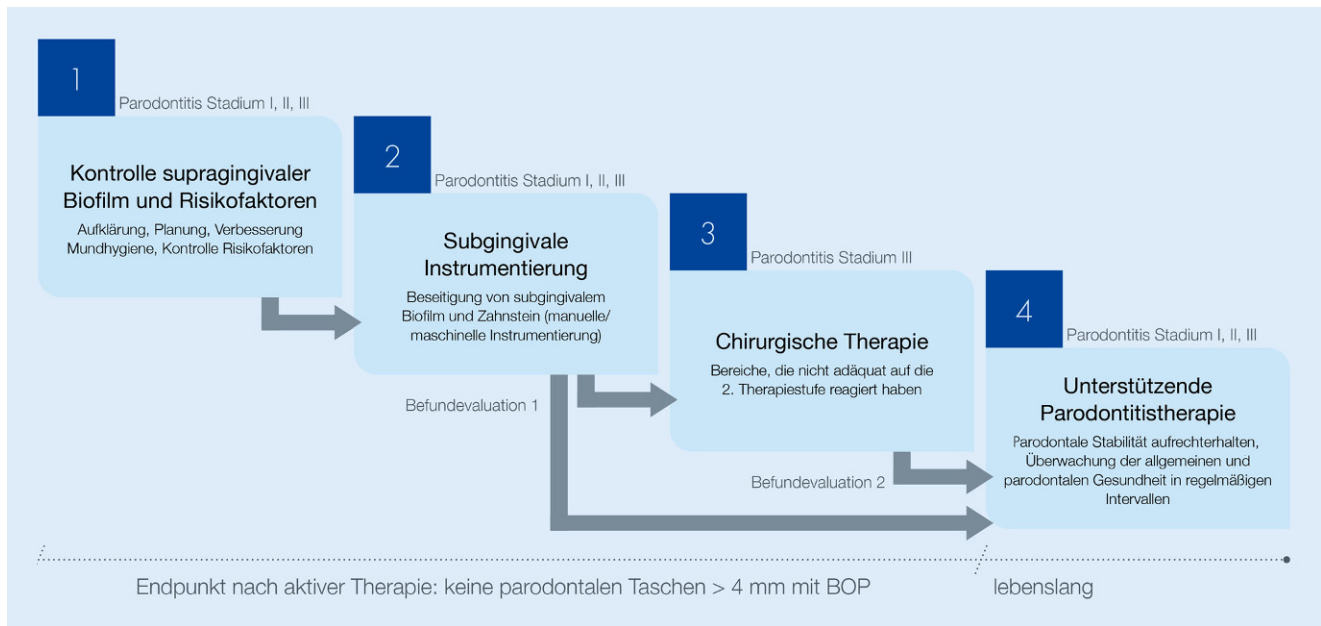 1
Parodontitis Stadium I, II, III
Kontrolle supragingivaler
Biofilm und Risikofaktoren
Aufklärung, Planung, Verbesserung
Mundhygiene, Kontrolle Risikofaktoren
2
Parodontitis Stadium I, II, III
Subgingivale
Instrumentierung
Beseitigung von subgingivalem
Biofilm und Zahnstein (manuelle/
maschinelle Instrumentierung)
Befundevaluation 1
3
Parodontitis Stadium III
Chirurgische Therapie
Bereiche, die nicht adäquat auf die
2. Therapiestufe reagiert haben
Befundevaluation 2
4
Parodontitis Stadium I, II, III
Unterstützende
Parodontitistherapie
Parodontale Stabilität aufrechterhalten,
Überwachung der allgemeinen und
parodontalen Gesundheit in regelmäßigen
Intervallen
Endpunkt nach aktiver Therapie: keine parodontalen Taschen > 4 mm mit BOP
lebenslang